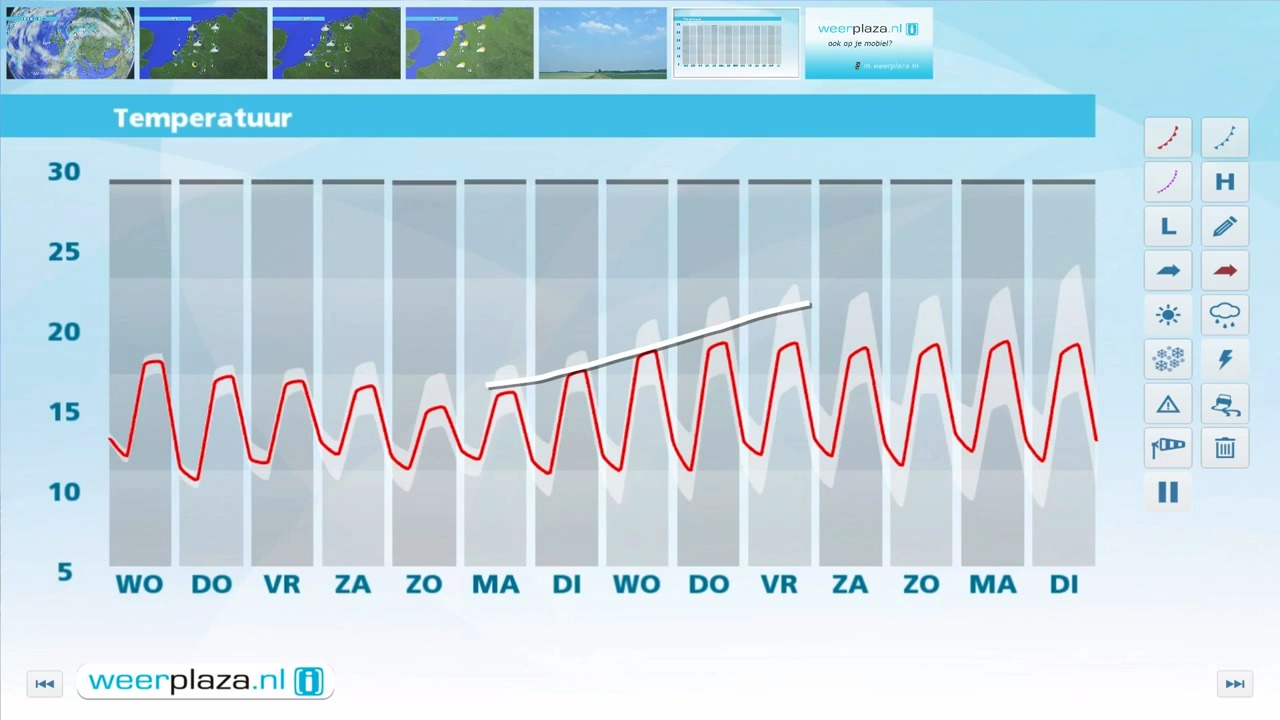 weerplaza.nl i
ook op je mobiel?
m.weerplaza.nl
Temperatuur
30
25
20
15
10
5
WO DO VR ZA ZO MA DI WO DO VR ZA ZO MA DI
H
L
weerplaza.nl i